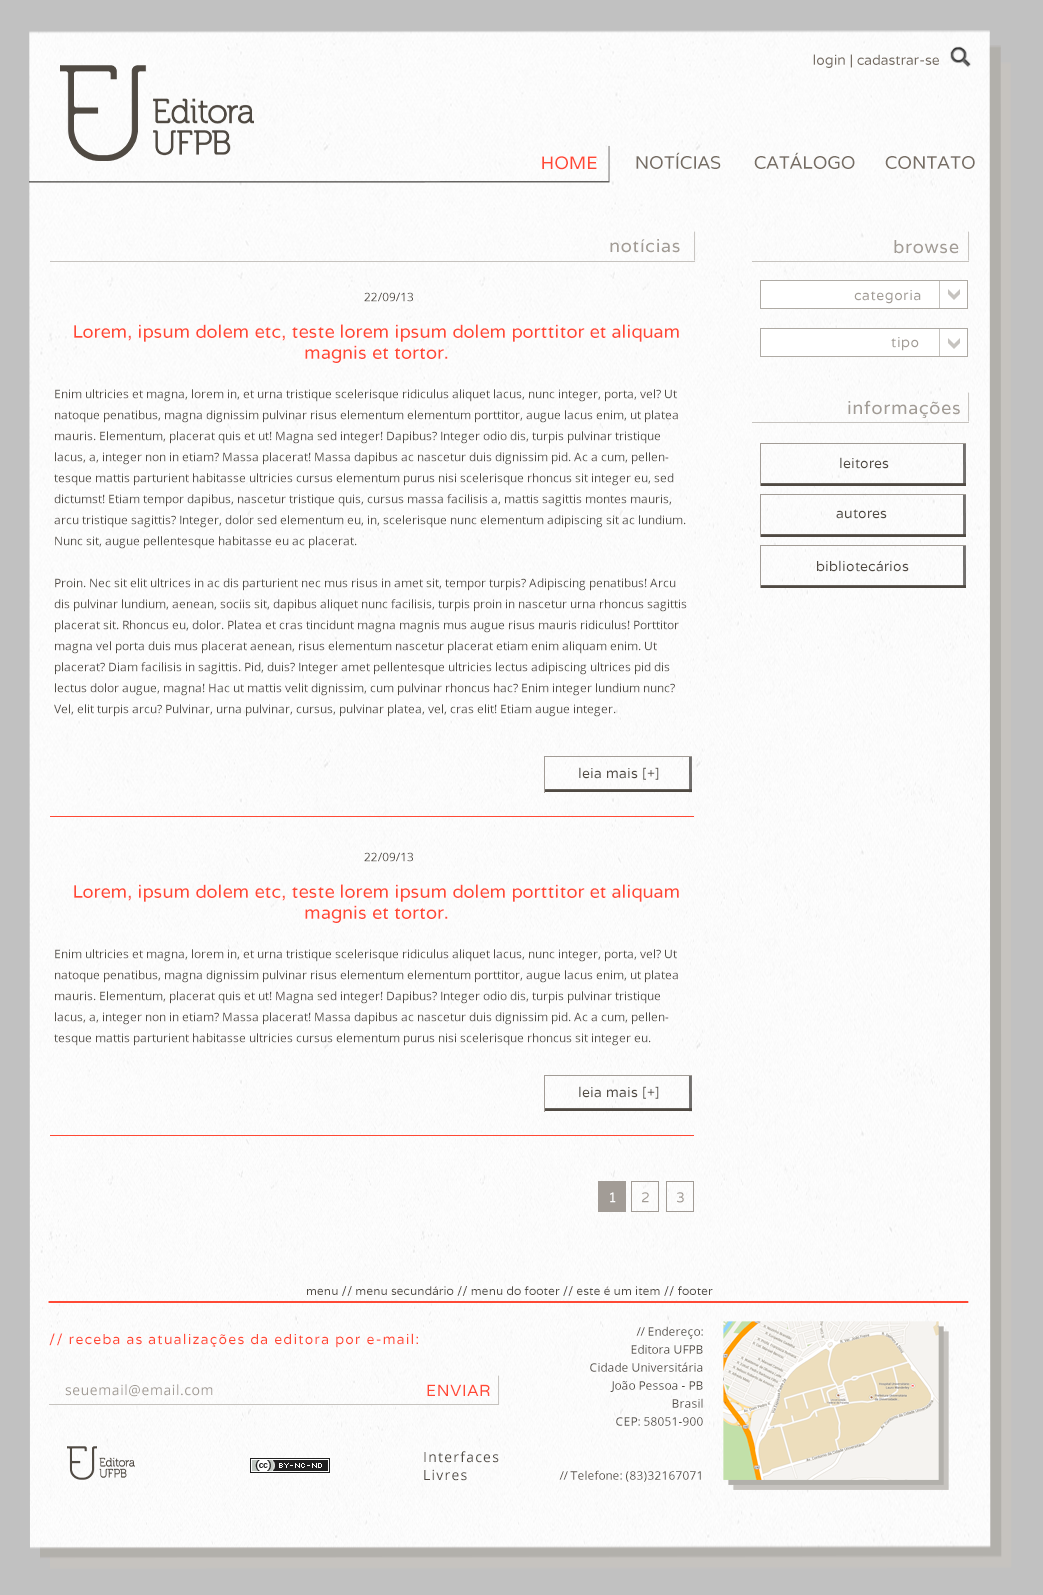 login | cadastrar-se
EU Editora
UFPB
HOME NOTÍCIAS CATÁLOGO CONTATO
notícias
22/09/13
Lorem, ipsum dolem etc, teste lorem ipsum dolem porttitor et aliquam
magnis et tortor.
Enim ultricies et magna, lorem in, et urna tristique scelerisque ridiculus aliquet lacus, nunc integer, porta, vel? Ut
natoque penatibus, magna dignissim pulvinar risus elementum elementum porttitor, augue lacus enim, ut platea
mauris. Elementum, placerat quis et ut! Magna sed integer! Dapibus? Integer odio dis, turpis pulvinar tristique
lacus, a, integer non in etiam? Massa placerat! Massa dapibus ac nascetur duis dignissim pid. Ac a cum, pellen-
tesque mattis parturient habitasse ultricies cursus elementum purus nisi scelerisque rhoncus sit integer eu, sed
dictumst! Etiam tempor dapibus, nascetur tristique quis, cursus massa facilisis a, mattis sagittis montes mauris,
arcu tristique sagittis? Integer, dolor sed elementum eu, in, scelerisque nunc elementum adipiscing sit ac lundium.
Nunc sit, augue pellentesque habitasse eu ac placerat.
Proin. Nec sit elit ultrices in ac dis parturient nec mus risus in amet sit, tempor turpis? Adipiscing penatibus! Arcu
dis pulvinar lundium, aenean, sociis sit, dapibus aliquet nunc facilisis, turpis proin in nascetur urna rhoncus sagittis
placerat sit. Rhoncus eu, dolor. Platea et cras tincidunt magna magnis mus augue risus mauris ridiculus! Porttitor
magna vel porta duis mus placerat aenean, risus elementum nascetur placerat etiam enim aliquam enim. Ut
placerat? Diam facilisis in sagittis. Pid, duis? Integer amet pellentesque ultricies lectus adipiscing ultrices pid dis
lectus dolor augue, magna! Hac ut mattis velit dignissim, cum pulvinar rhoncus hac? Enim integer lundium nunc?
Vel, elit turpis arcu? Pulvinar, urna pulvinar, cursus, pulvinar platea, vel, cras elit! Etiam augue integer.
leia mais [+]
22/09/13
Lorem, ipsum dolem etc, teste lorem ipsum dolem porttitor et aliquam
magnis et tortor.
Enim ultricies et magna, lorem in, et urna tristique scelerisque ridiculus aliquet lacus, nunc integer, porta, vel? Ut
natoque penatibus, magna dignissim pulvinar risus elementum elementum porttitor, augue lacus enim, ut platea
mauris. Elementum, placerat quis et ut! Magna sed integer! Dapibus? Integer odio dis, turpis pulvinar tristique
lacus, a, integer non in etiam? Massa placerat! Massa dapibus ac nascetur duis dignissim pid. Ac a cum, pellen-
tesque mattis parturient habitasse ultricies cursus elementum purus nisi scelerisque rhoncus sit integer eu.
leia mais [+]
1 2 3
browse
categoria
tipo
informações
leitores
autores
bibliotecários
menu // menu secundário // menu do footer // este é um item // footer
// receba as atualizações da editora por e-mail:
seuemail@email.com ENVIAR
EU Editora
UFPB
cc BY-NC-ND
Interfaces
Livres
// Endereço:
Editora UFPB
Cidade Universitária
João Pessoa - PB
Brasil
CEP: 58051-900
// Telefone: (83)32167071